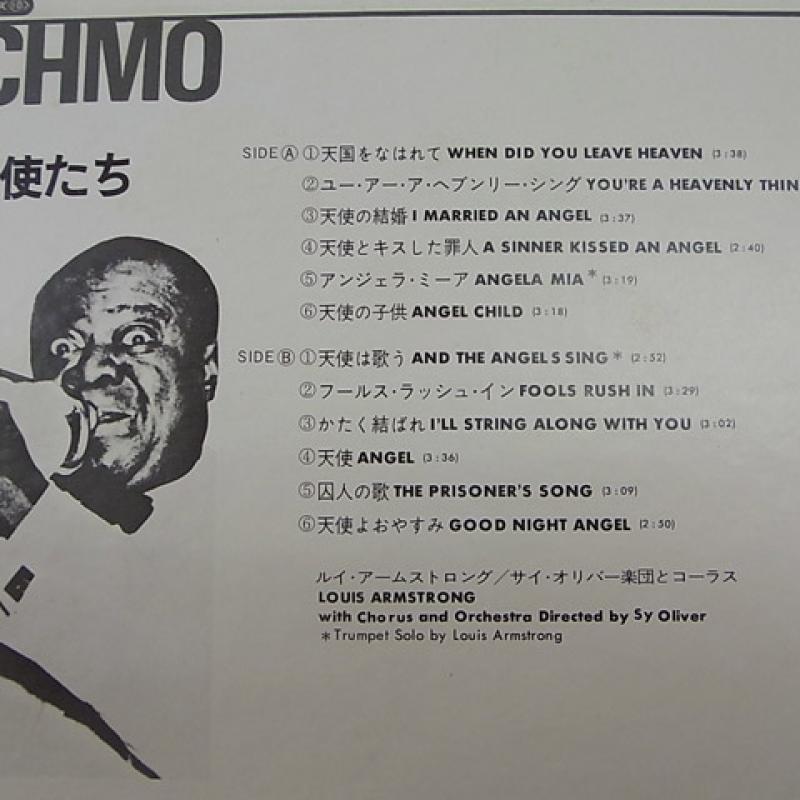 CHMO
使たち
SIDE Ⓐ ①天国をなはれて WHEN DID YOU LEAVE HEAVEN (3:38)
②ユー・アー・ア・ヘブンリー・シング YOU'RE A HEAVENLY THIN
③天使の結婚 I MARRIED AN ANGEL (3:37)
④天使とキスした罪人 A SINNER KISSED AN ANGEL (2:40)
⑤アンジェラ・ミーア ANGELA MIA* (3:19)
⑥天使の子供 ANGEL CHILD (3:18)
SIDE Ⓑ ①天使は歌う AND THE ANGELS SING* (2:52)
②フールス・ラッシュ・イン FOOLS RUSH IN (3:29)
③かたく結ばれ I'LL STRING ALONG WITH YOU (3:02)
④天使 ANGEL (3:36)
⑤囚人の歌 THE PRISONER'S SONG (3:09)
⑥天使よおやすみ GOOD NIGHT ANGEL (2:50)
ルイ・アームストロング／サイ・オリバー楽団とコーラス
LOUIS ARMSTRONG
with Chorus and Orchestra Directed by Sy Oliver
*Trumpet Solo by Louis Armstrong